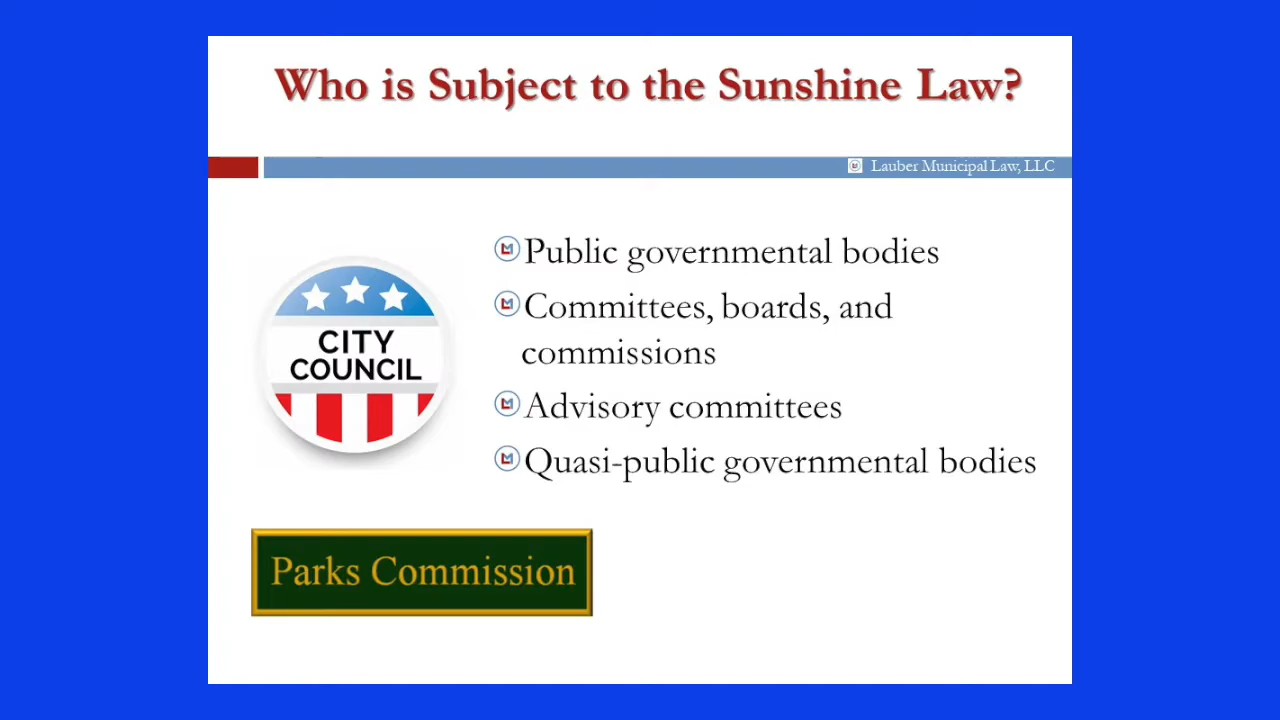 Who is Subject to the Sunshine Law?
Lauber Municipal Law, LLC
Public governmental bodies
Committees, boards, and
commissions
Advisory committees
Quasi-public governmental bodies
CITY
COUNCIL
Parks Commission